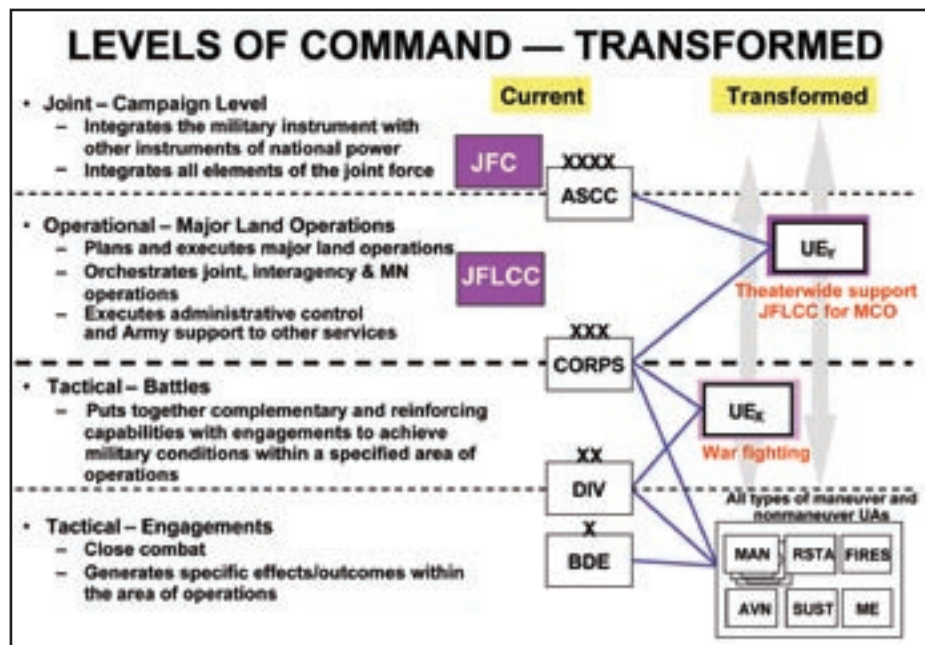 LEVELS OF COMMAND — TRANSFORMED
Current
Transformed
• Joint – Campaign Level
– Integrates the military instrument with
other instruments of national power
– Integrates all elements of the joint force
JFC
XXXX
ASCC
• Operational – Major Land Operations
– Plans and executes major land operations
– Orchestrates joint, interagency & MN
operations
– Executes administrative control
and Army support to other services
JFLCC
UEY
Theaterwide support
JFLCC for MCO
XXX
CORPS
• Tactical – Battles
– Puts together complementary and reinforcing
capabilities with engagements to achieve
military conditions within a specified area of
operations
UEX
War fighting
XX
DIV
• Tactical – Engagements
– Close combat
– Generates specific effects/outcomes within
the area of operations
X
BDE
All types of maneuver and
nonmaneuver UAs
MAN RSTA FIRES
AVN SUST ME